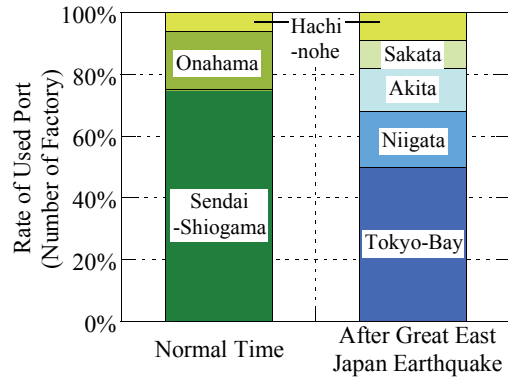 Rate of Used Port
(Number of Factory)
100%
80%
60%
40%
20%
0%
Hachi
-nohe
Onahama
Sendai
-Shiogama
Sakata
Akita
Niigata
Tokyo-Bay
Normal Time
After Great East
Japan Earthquake